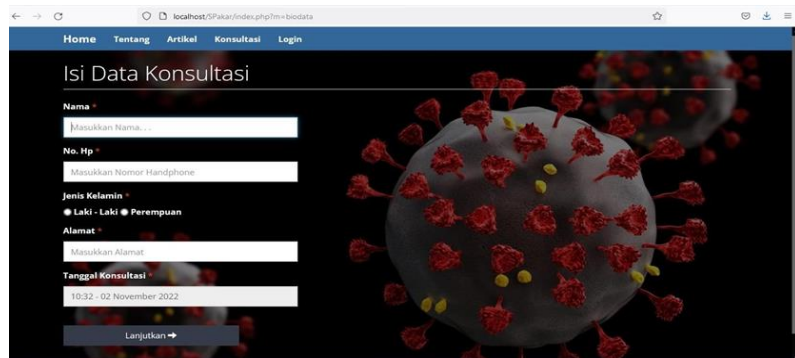 localhost/SPakar/index.php?m=biodata
Home Tentang Artikel Konsultasi Login
Isi Data Konsultasi
Nama *
Masukkan Nama. . .
No. Hp *
Masukkan Nomor Handphone
Jenis Kelamin *
Laki - Laki Perempuan
Alamat *
Masukkan Alamat
Tanggal Konsultasi *
10:32 - 02 November 2022
Lanjutkan